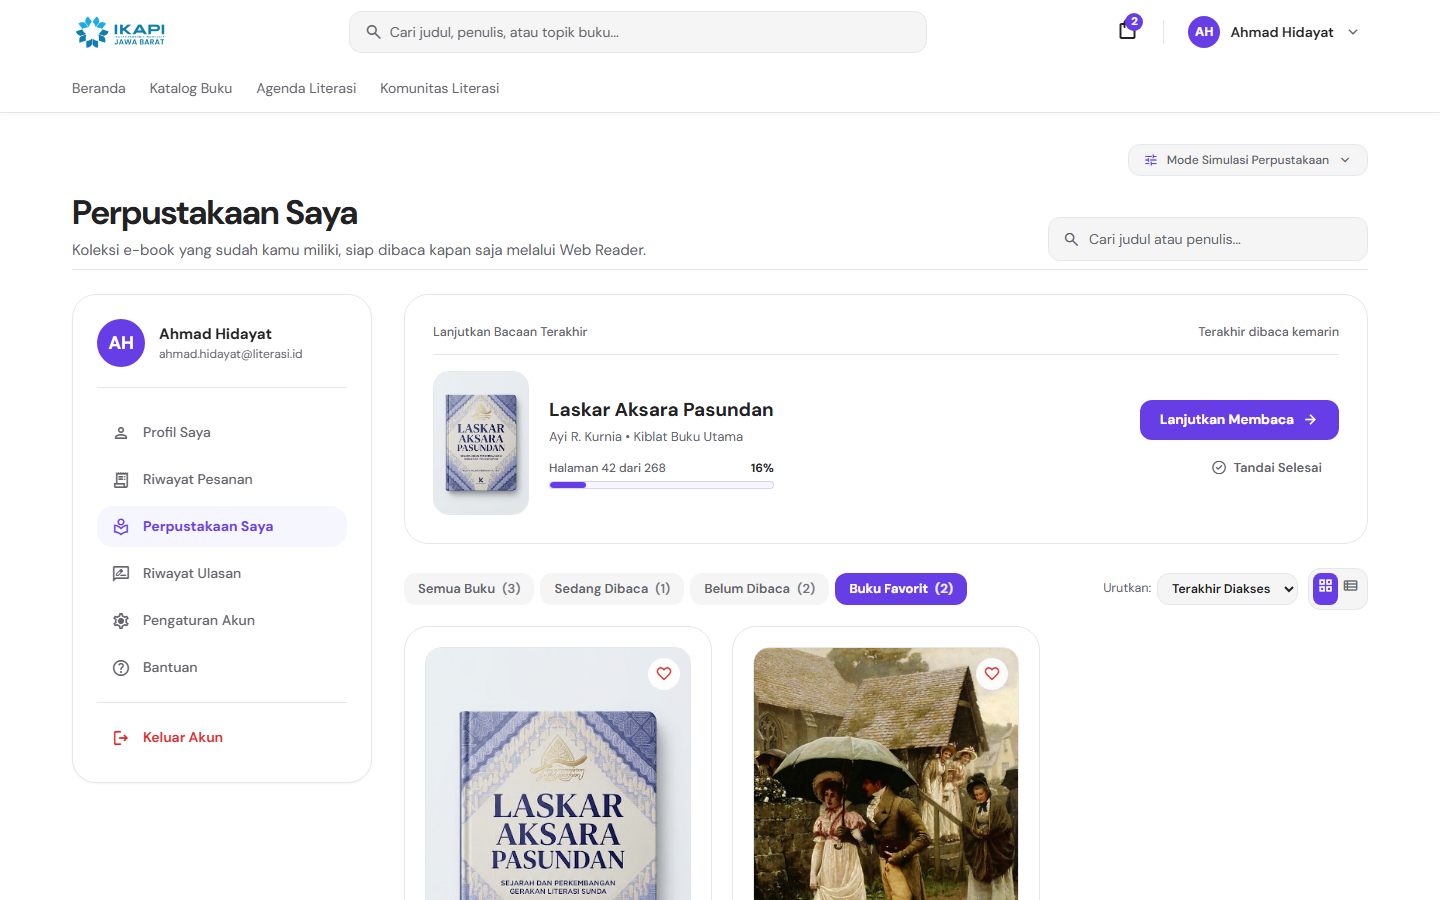 IKAPI
JAWA BARAT
Cari judul, penulis, atau topik buku...
2
AH
Ahmad Hidayat
Beranda
Katalog Buku
Agenda Literasi
Komunitas Literasi
Mode Simulasi Perpustakaan
Perpustakaan Saya
Koleksi e-book yang sudah kamu miliki, siap dibaca kapan saja melalui Web Reader.
Cari judul atau penulis...
AH
Ahmad Hidayat
ahmad.hidayat@literasi.id
Profil Saya
Riwayat Pesanan
Perpustakaan Saya
Riwayat Ulasan
Pengaturan Akun
Bantuan
Keluar Akun
Lanjutkan Bacaan Terakhir
Terakhir dibaca kemarin
LASKAR
AKSARA
PASUNDAN
Laskar Aksara Pasundan
Ayi R. Kurnia • Kiblat Buku Utama
Halaman 42 dari 268
16%
Lanjutkan Membaca
Tandai Selesai
Semua Buku (3)
Sedang Dibaca (1)
Belum Dibaca (2)
Buku Favorit (2)
Urutkan:
Terakhir Diakses
LASKAR
AKSARA
PASUNDAN
SEJARAH DAN PERKEMBANGAN
GERAKAN LITERASI SUNDA